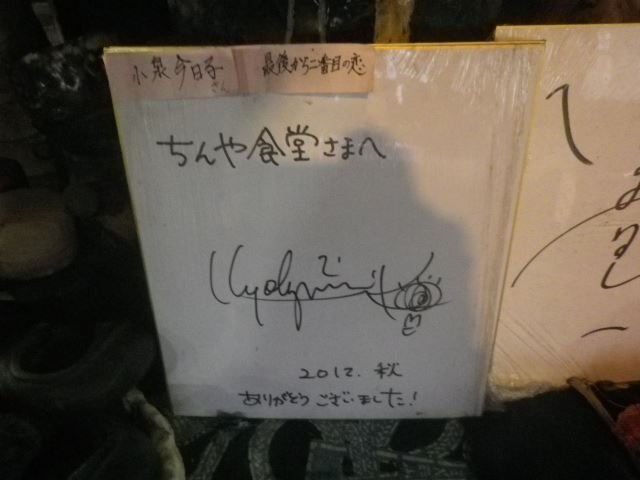 小泉今日子さん
最後から二番目の恋
ちんや食堂さまへ
Kyoko
2012. 秋
ありがとうございました!